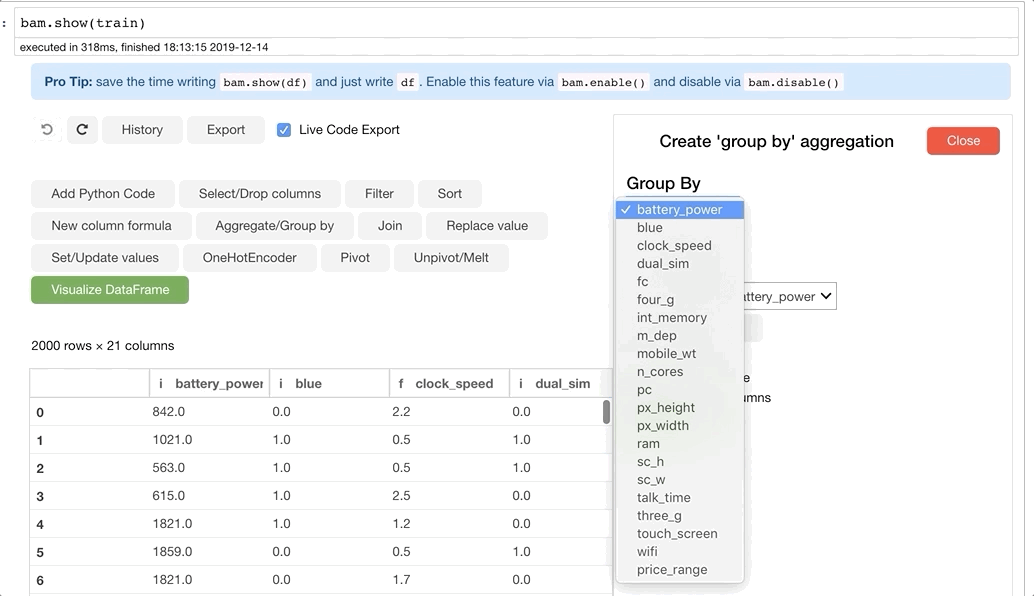 : bam.show(train)
executed in 318ms, finished 18:13:15 2019-12-14
Pro Tip: save the time writing bam.show(df) and just write df . Enable this feature via bam.enable() and disable via bam.disable()
History Export Live Code Export
Add Python Code Select/Drop columns Filter Sort
New column formula Aggregate/Group by Join Replace value
Set/Update values OneHotEncoder Pivot Unpivot/Melt
Visualize DataFrame
2000 rows × 21 columns
i battery_power i blue f clock_speed i dual_sim
0 842.0 0.0 2.2 0.0
1 1021.0 1.0 0.5 1.0
2 563.0 1.0 0.5 1.0
3 615.0 1.0 2.5 0.0
4 1821.0 1.0 1.2 0.0
5 1859.0 0.0 0.5 1.0
6 1821.0 0.0 1.7 0.0
Create 'group by' aggregation Close
Group By
✓ battery_power
blue
clock_speed
dual_sim
fc
four_g
int_memory
m_dep
mobile_wt
n_cores
pc
px_height
px_width
ram
sc_h
sc_w
talk_time
three_g
touch_screen
wifi
price_range
attery_power